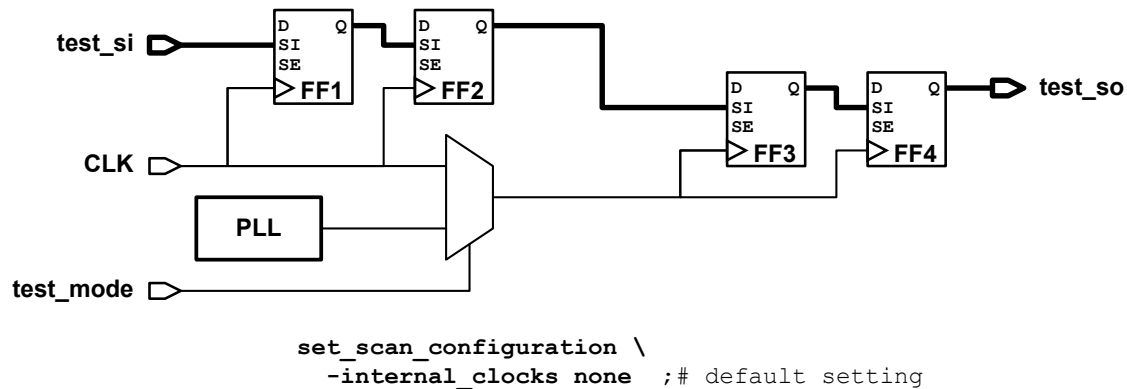 D Q
SI
SE
FF1
D Q
SI
SE
FF2
test_si
D Q
SI
SE
FF3
D Q
SI
SE
FF4
test_so
CLK
PLL
test_mode
set_scan_configuration \
-internal_clocks none ;# default setting